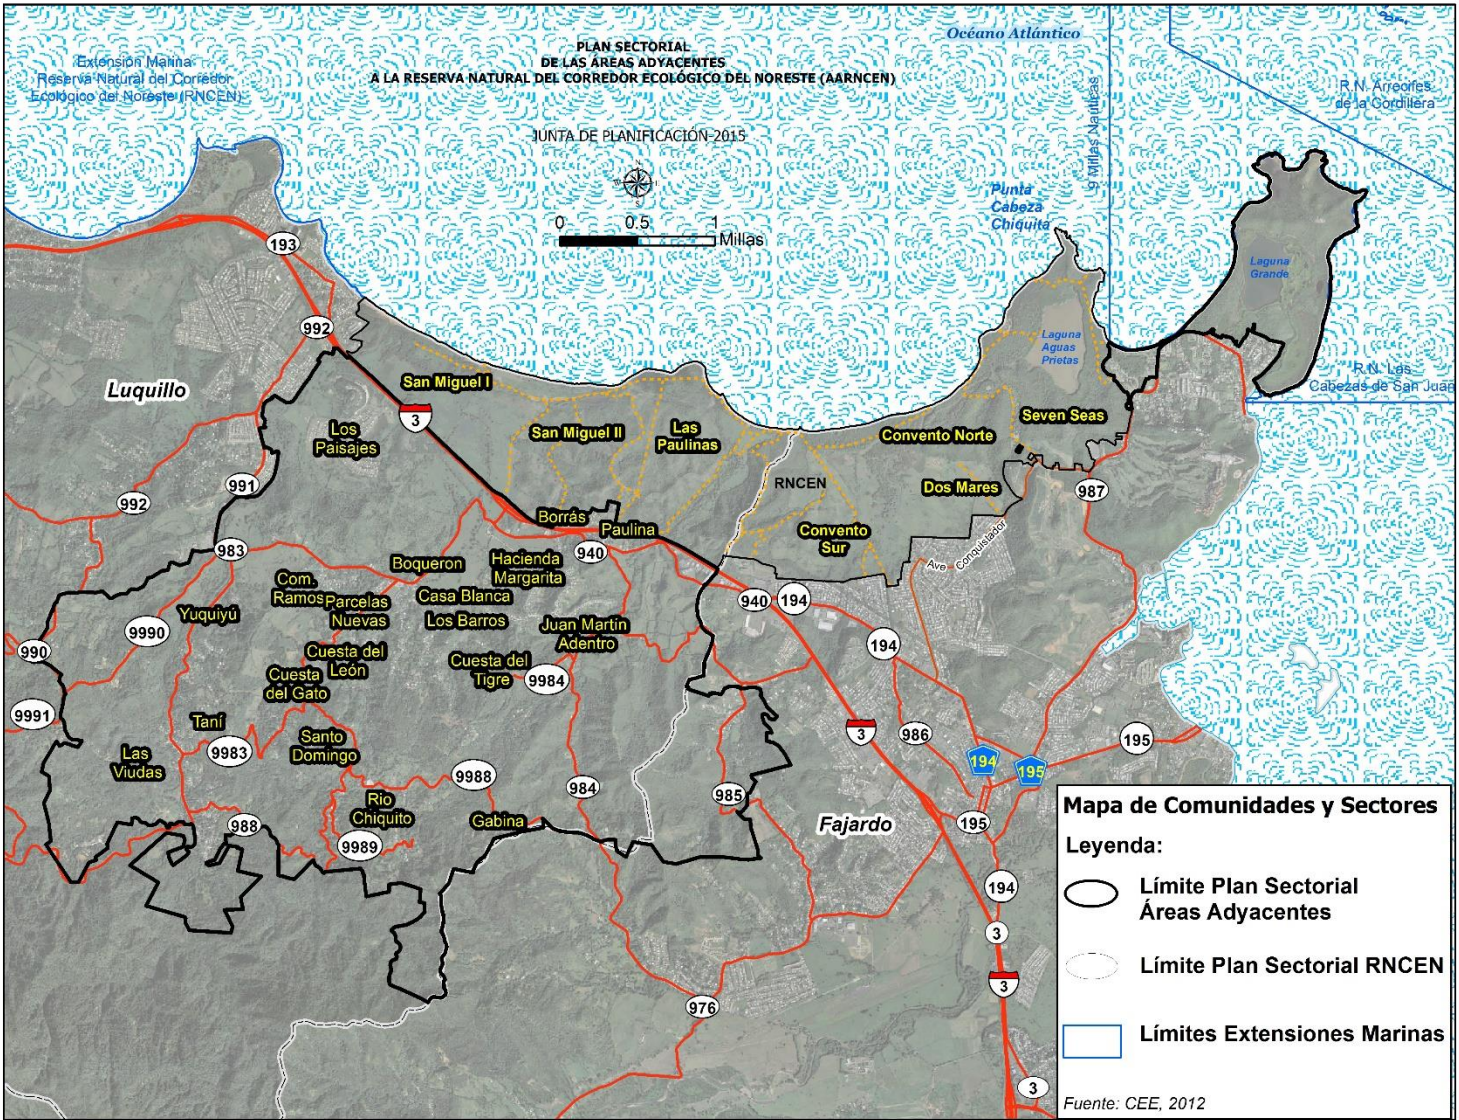 Océano Atlántico
PLAN SECTORIAL
DE LAS ÁREAS ADYACENTES
A LA RESERVA NATURAL DEL CORREDOR ECOLÓGICO DEL NORESTE (AARNCEN)
Extensión Marina
Reserva Natural del Corredor
Ecológico del Noreste (RNCEN)
R.N. Arrecifes
de la Cordillera
9 Millas Nauticas
JUNTA DE PLANIFICACIÓN-2015
0 0.5 1
Millas
Punta
Cabeza
Chiquita
193
Laguna
Grande
992
Laguna
Aguas
Prietas
R.N. Las
Cabezas de San Juan
Luquillo
San Miguel I
3
Los
Paisajes
San Miguel II
Las
Paulinas
Convento Norte
Seven Seas
991
992
RNCEN
Dos Mares
987
Borrás
Paulina
Convento
Sur
Ave Conquistador
983
940
Boqueron
Hacienda
Margarita
Com.
Ramos
Parcelas
Nuevas
Casa Blanca
Los Barros
940
194
Yuquiyú
9990
Juan Martín
Adentro
194
990
Cuesta del
León
Cuesta
del Gato
Cuesta del
Tigre
9984
9991
Taní
9983
Santo
Domingo
3
986
195
Las
Viudas
194
195
9988
984
985
Rio
Chiquito
Gabina
988
9989
Fajardo
195
194
3
3
976
3
Mapa de Comunidades y Sectores
Leyenda:
Límite Plan Sectorial
Áreas Adyacentes
Límite Plan Sectorial RNCEN
Límites Extensiones Marinas
Fuente: CEE, 2012